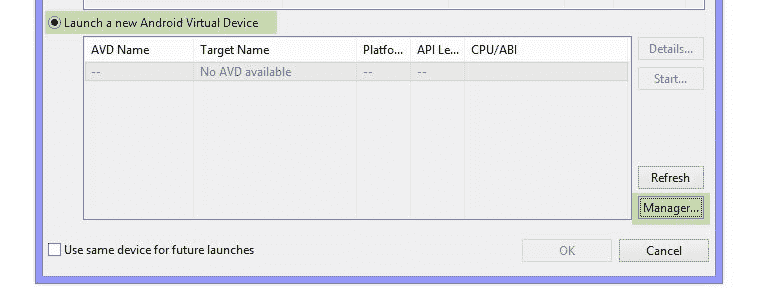 Launch a new Android Virtual Device
AVD Name Target Name Platfo... API Le... CPU/ABI Details...
-- No AVD available -- --
Start...
Refresh
Manager...
Use same device for future launches OK Cancel